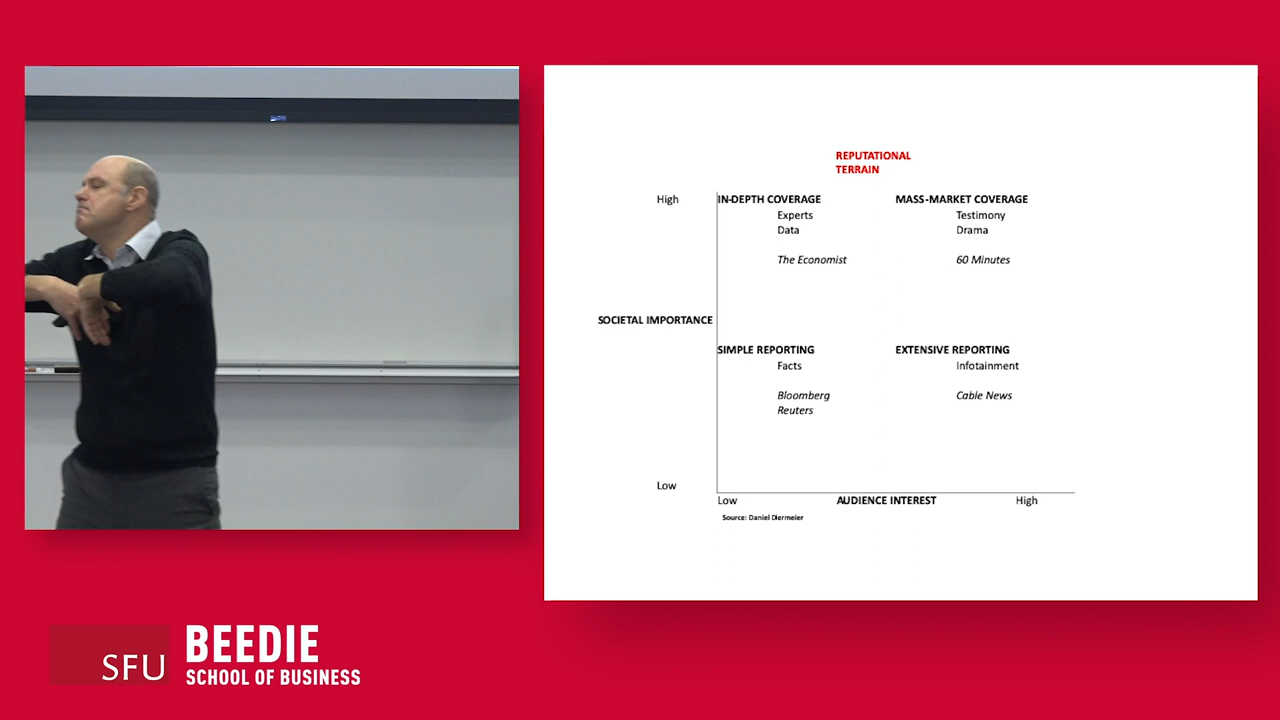 REPUTATIONAL
TERRAIN
High
IN-DEPTH COVERAGE
Experts
Data
The Economist
MASS-MARKET COVERAGE
Testimony
Drama
60 Minutes
SOCIETAL IMPORTANCE
SIMPLE REPORTING
Facts
Bloomberg
Reuters
EXTENSIVE REPORTING
Infotainment
Cable News
Low
Low
AUDIENCE INTEREST
High
Source: Daniel Diermeier
SFU
BEEDIE
SCHOOL OF BUSINESS